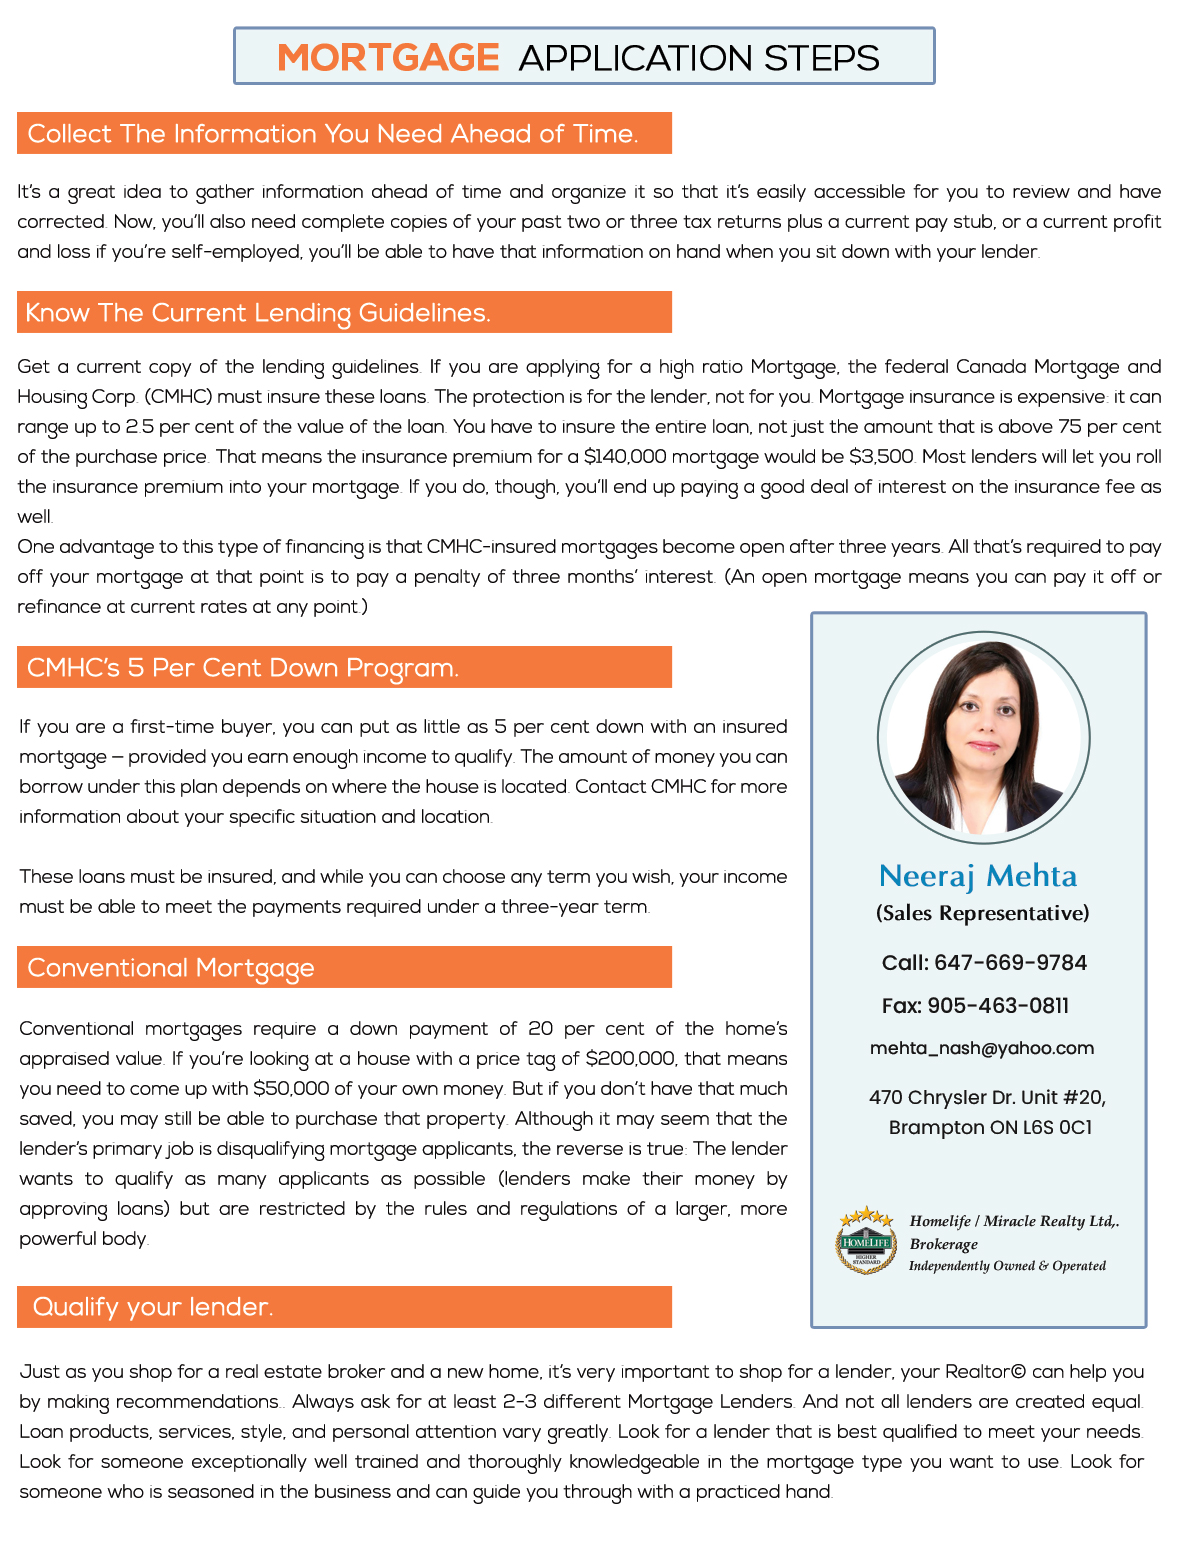 MORTGAGE APPLICATION STEPS
Collect The Information You Need Ahead of Time.
It's a great idea to gather information ahead of time and organize it so that it's easily accessible for you to review and have
corrected. Now, you'll also need complete copies of your past two or three tax returns plus a current pay stub, or a current profit
and loss if you're self-employed, you'll be able to have that information on hand when you sit down with your lender.
Know The Current Lending Guidelines.
Get a current copy of the lending guidelines. If you are applying for a high ratio Mortgage, the federal Canada Mortgage and
Housing Corp. (CMHC) must insure these loans. The protection is for the lender, not for you. Mortgage insurance is expensive: it can
range up to 2.5 per cent of the value of the loan. You have to insure the entire loan, not just the amount that is above 75 per cent
of the purchase price. That means the insurance premium for a $140,000 mortgage would be $3,500. Most lenders will let you roll
the insurance premium into your mortgage. If you do, though, you'll end up paying a good deal of interest on the insurance fee as
well.
One advantage to this type of financing is that CMHC-insured mortgages become open after three years. All that's required to pay
off your mortgage at that point is to pay a penalty of three months' interest. (An open mortgage means you can pay it off or
refinance at current rates at any point.)
CMHC's 5 Per Cent Down Program.
If you are a first-time buyer, you can put as little as 5 per cent down with an insured
mortgage – provided you earn enough income to qualify. The amount of money you can
borrow under this plan depends on where the house is located. Contact CMHC for more
information about your specific situation and location.
These loans must be insured, and while you can choose any term you wish, your income
must be able to meet the payments required under a three-year term.
Conventional Mortgage
Conventional mortgages require a down payment of 20 per cent of the home's
appraised value. If you're looking at a house with a price tag of $200,000, that means
you need to come up with $50,000 of your own money. But if you don't have that much
saved, you may still be able to purchase that property. Although it may seem that the
lender's primary job is disqualifying mortgage applicants, the reverse is true: The lender
wants to qualify as many applicants as possible (lenders make their money by
approving loans) but are restricted by the rules and regulations of a larger, more
powerful body.
Neeraj Mehta
(Sales Representative)
Call: 647-669-9784
Fax: 905-463-0811
mehta_nash@yahoo.com
470 Chrysler Dr. Unit #20,
Brampton ON L6S 0C1
HOMELIFE
HIGHER
STANDARD
Homelife / Miracle Realty Ltd,.
Brokerage
Independently Owned & Operated
Qualify your lender.
Just as you shop for a real estate broker and a new home, it's very important to shop for a lender, your Realtor© can help you
by making recommendations.. Always ask for at least 2-3 different Mortgage Lenders. And not all lenders are created equal.
Loan products, services, style, and personal attention vary greatly. Look for a lender that is best qualified to meet your needs.
Look for someone exceptionally well trained and thoroughly knowledgeable in the mortgage type you want to use. Look for
someone who is seasoned in the business and can guide you through with a practiced hand.